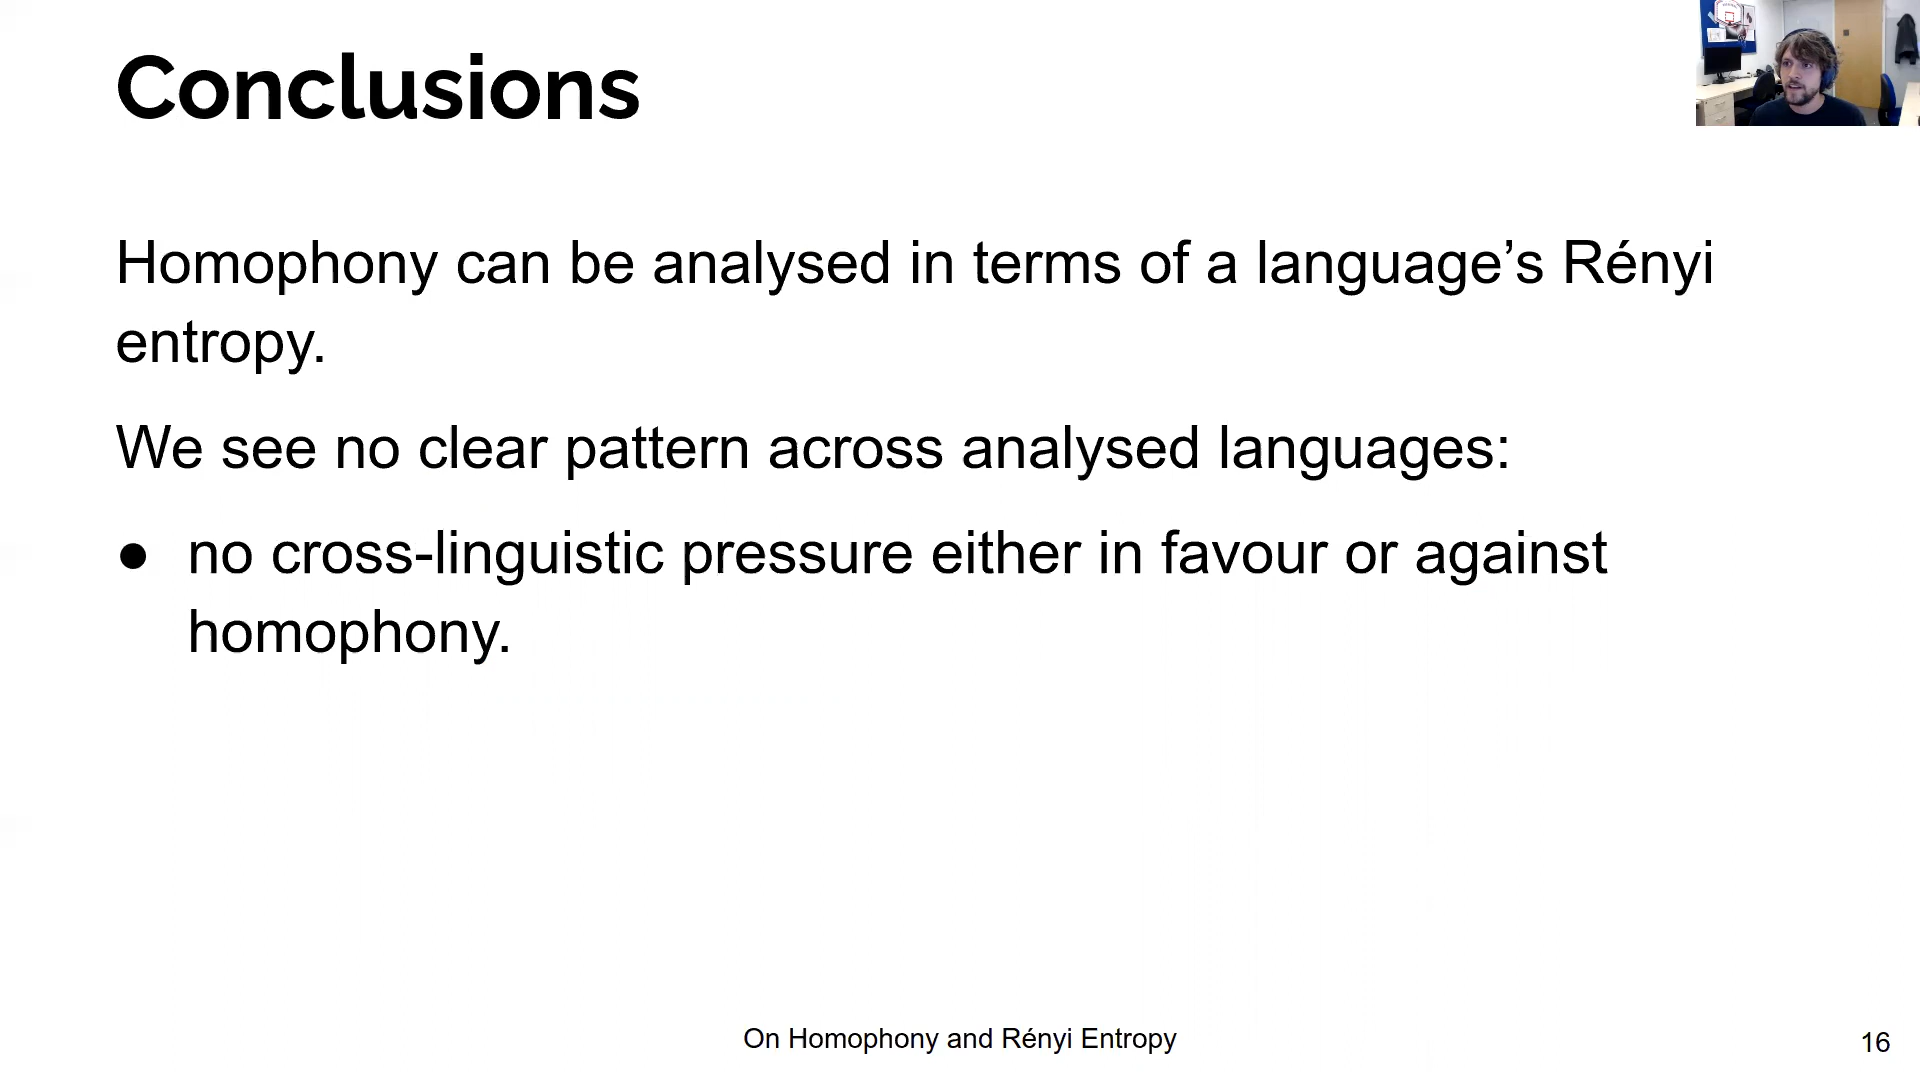 Conclusions
Homophony can be analysed in terms of a language’s Rényi
entropy.
We see no clear pattern across analysed languages:
● no cross-linguistic pressure either in favour or against
homophony.
On Homophony and Rényi Entropy
16